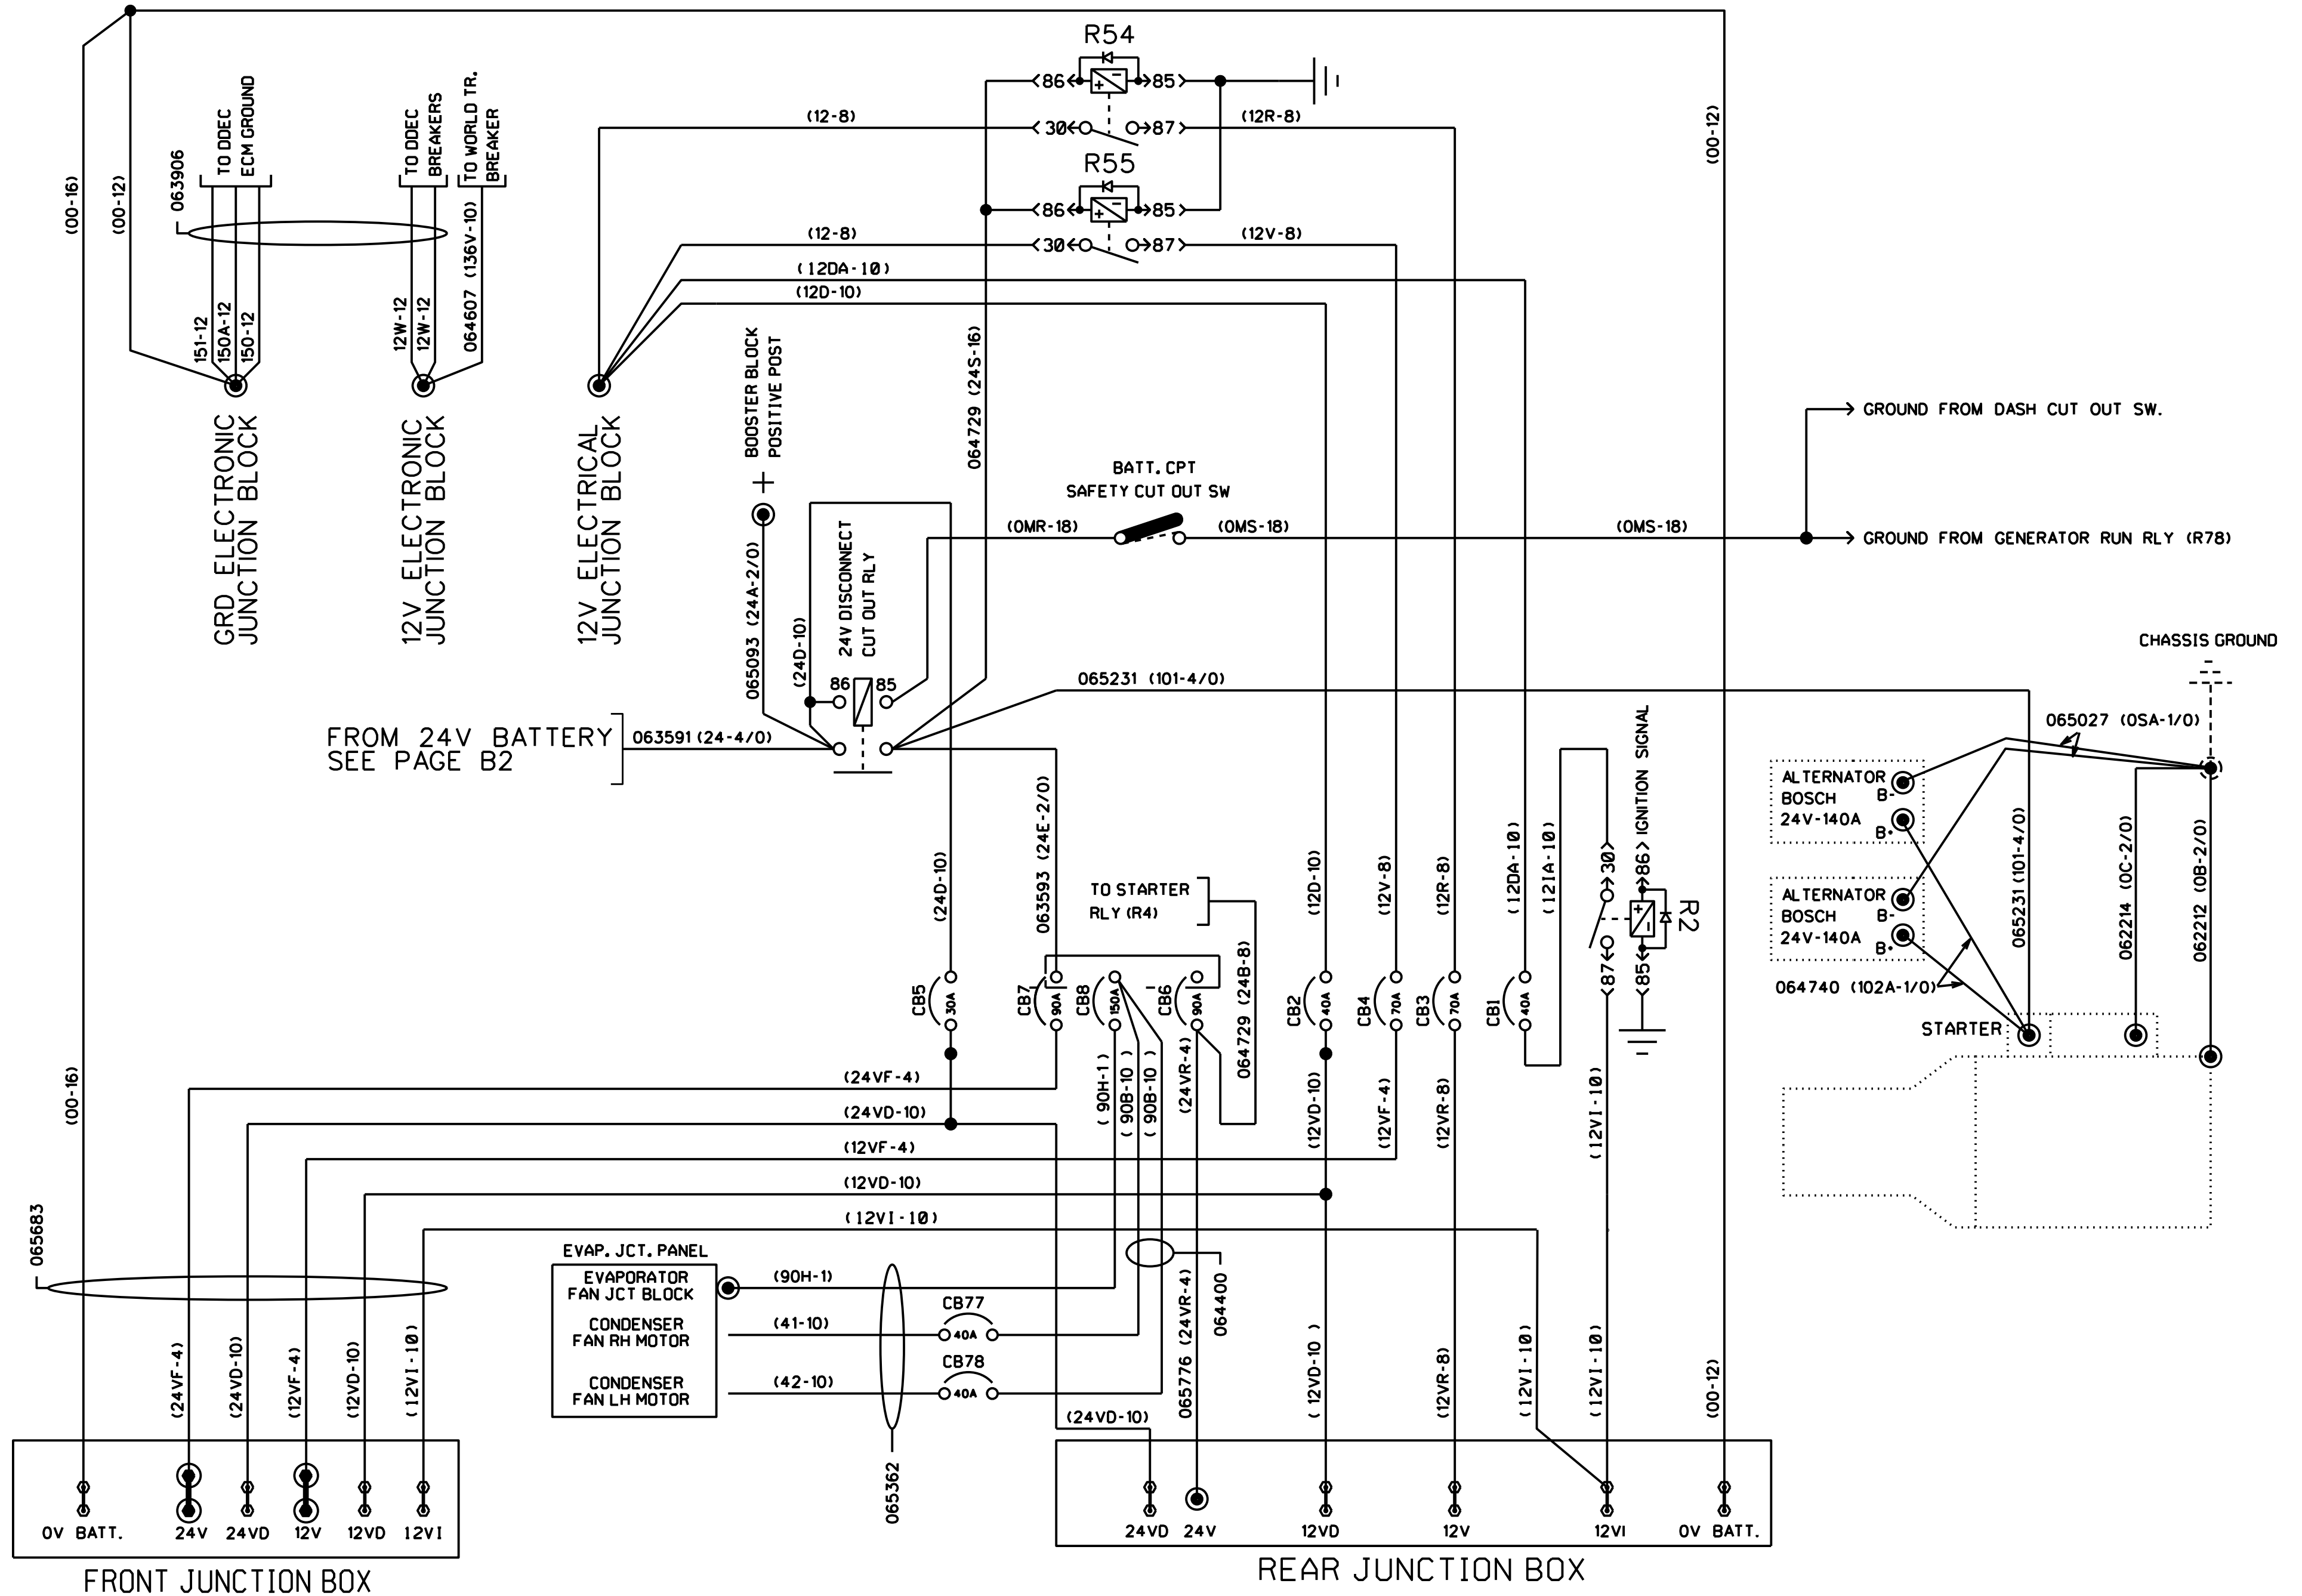 R54
86
85
(12-8)
30
87
(12R-8)
R55
86
85
(12-8)
30
87
(12V-8)
(12DA-10)
(12D-10)
(00-16)
(00-12)
063906
TO DDEC
ECM GROUND
TO DDEC
BREAKERS
TO WORLD TR.
BREAKER
151-12
150A-12
150-12
12W-12
12W-12
064607 (136V-10)
(00-12)
GRD ELECTRONIC
JUNCTION BLOCK
12V ELECTRONIC
JUNCTION BLOCK
12V ELECTRICAL
JUNCTION BLOCK
BOOSTER BLOCK
POSITIVE POST
+
064729 (24S-16)
065093 (24A-2/0)
(24D-10)
24V DISCONNECT
CUT OUT RLY
86
85
BATT. CPT
SAFETY CUT OUT SW
(0MR-18)
(0MS-18)
(0MS-18)
GROUND FROM DASH CUT OUT SW.
GROUND FROM GENERATOR RUN RLY (R78)
CHASSIS GROUND
065231 (101-4/0)
FROM 24V BATTERY
SEE PAGE B2
063591 (24-4/0)
065027 (0SA-1/0)
ALTERNATOR
BOSCH
24V-140A
B-
B+
ALTERNATOR
BOSCH
24V-140A
B-
B+
064740 (102A-1/0)
065231 (101-4/0)
062214 (0C-2/0)
062212 (0B-2/0)
STARTER
(24D-10)
063593 (24E-2/0)
TO STARTER
RLY (R4)
064729 (24B-8)
(12D-10)
(12V-8)
(12R-8)
(12DA-10)
(12IA-10)
IGNITION SIGNAL
30
86
R2
87
85
CB5
30A
CB7
90A
CB8
150A
CB6
90A
CB2
40A
CB4
70A
CB3
70A
CB1
40A
(00-16)
(24VF-4)
(24VD-10)
(12VF-4)
(12VD-10)
(12VI-10)
(90H-1)
(90B-10)
(90B-10)
(24VR-4)
(12VD-10)
(12VF-4)
(12VR-8)
(12VI-10)
065683
EVAP. JCT. PANEL
EVAPORATOR
FAN JCT BLOCK
CONDENSER
FAN RH MOTOR
CONDENSER
FAN LH MOTOR
(90H-1)
(41-10)
(42-10)
CB77
40A
CB78
40A
065362
064400
065776 (24VR-4)
(24VD-10)
(24VF-4)
(24VD-10)
(12VF-4)
(12VD-10)
(12VI-10)
(12VD-10)
(12VR-8)
(12VI-10)
(12VI-10)
(00-12)
0V BATT.
24V
24VD
12V
12VD
12VI
FRONT JUNCTION BOX
24VD
24V
12VD
12V
12VI
0V BATT.
REAR JUNCTION BOX